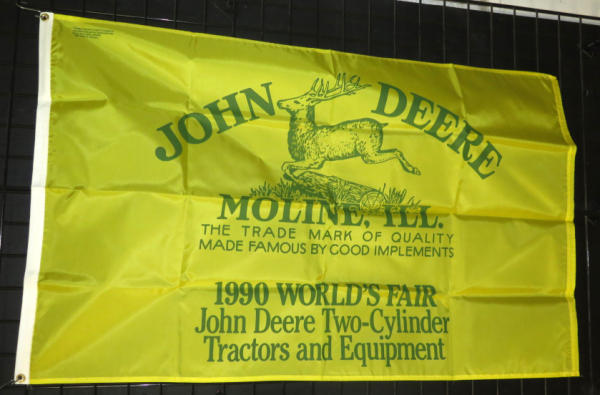 JOHN DEERE
MOLINE, ILL.
THE TRADE MARK OF QUALITY
MADE FAMOUS BY GOOD IMPLEMENTS
1990 WORLD'S FAIR
John Deere Two-Cylinder
Tractors and Equipment